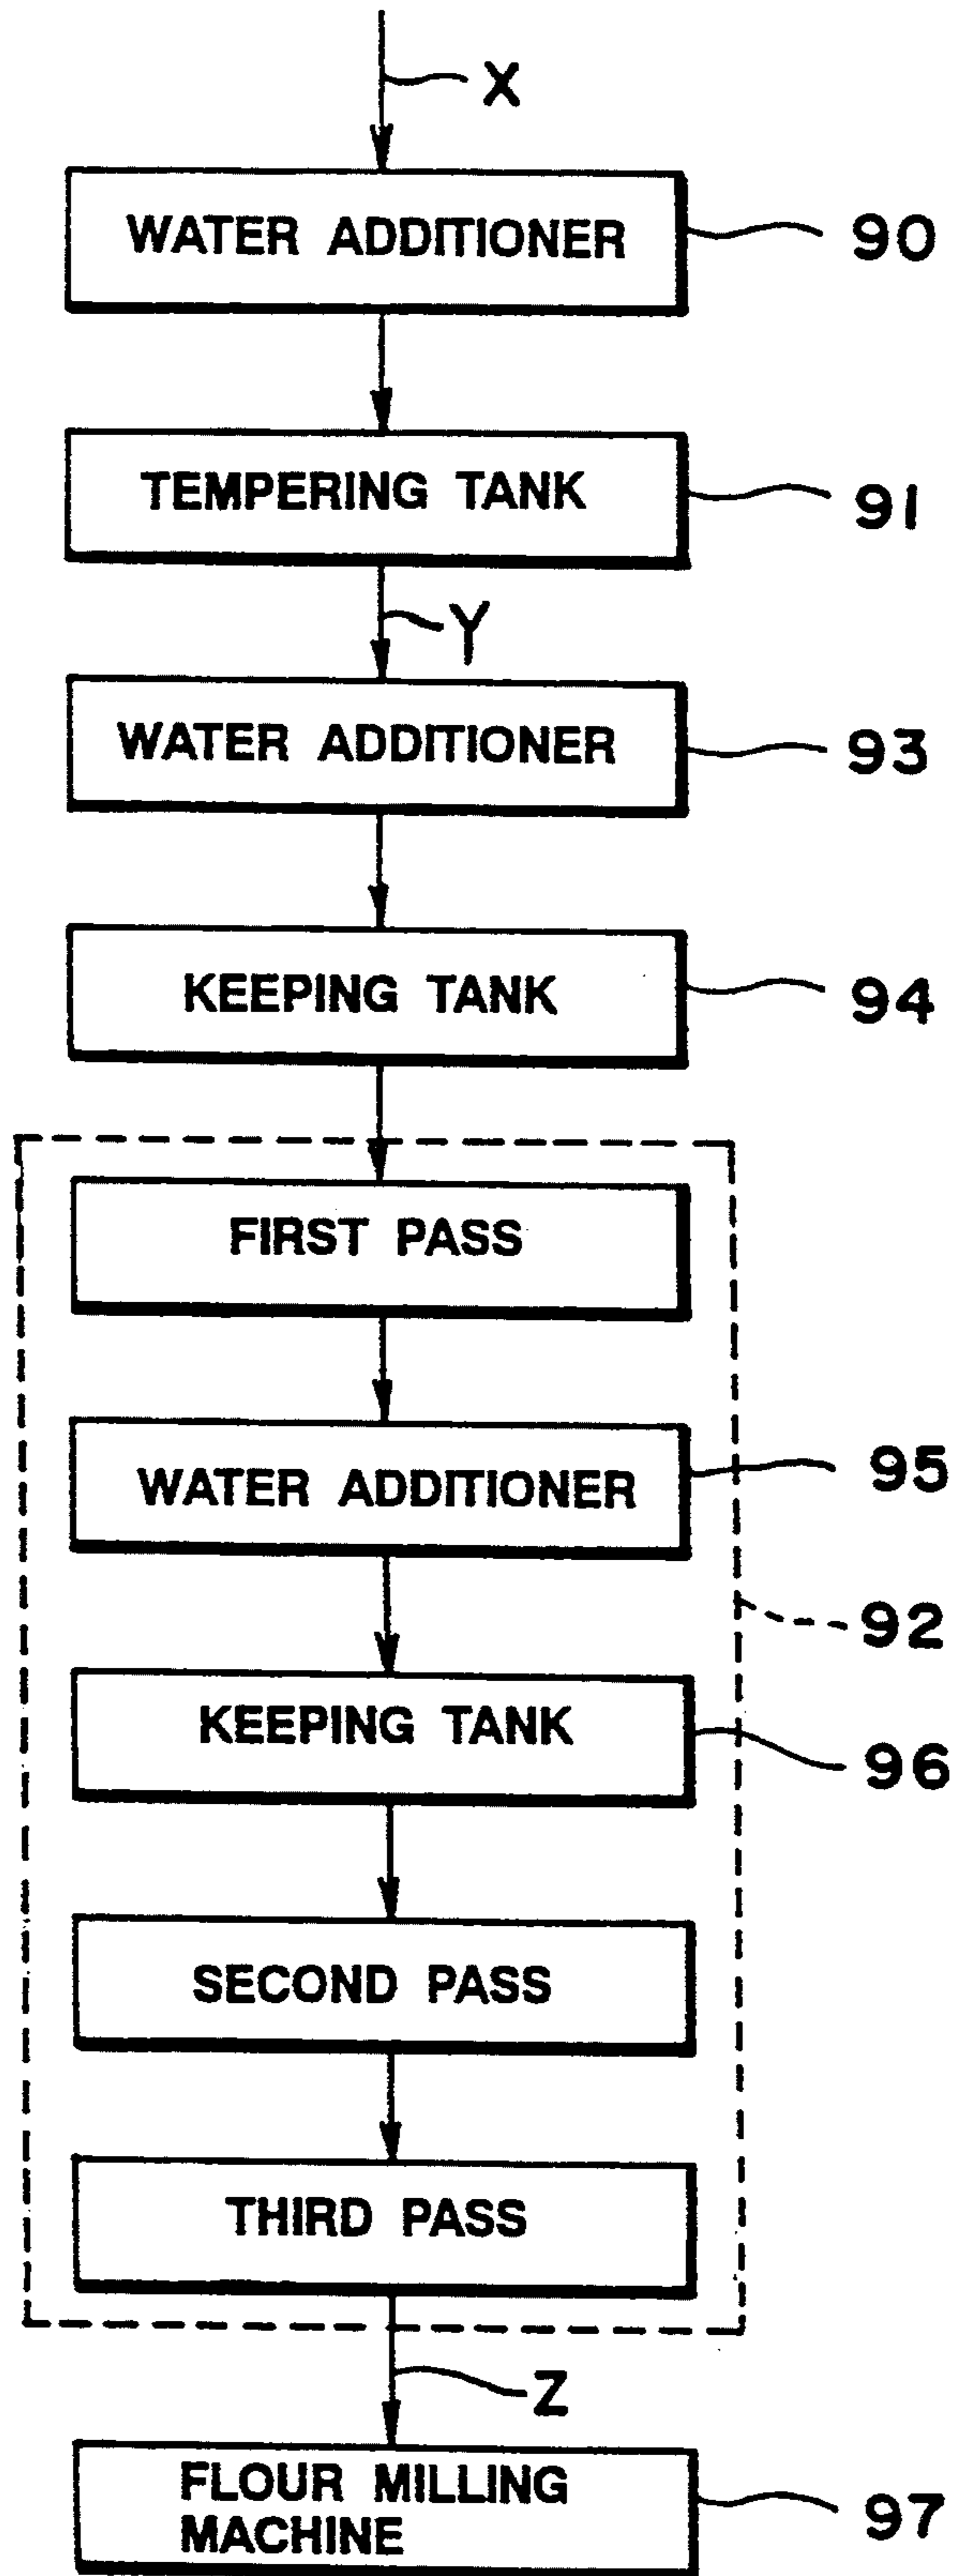 X
WATER ADDITIONER
90
TEMPERING TANK
91
Y
WATER ADDITIONER
93
KEEPING TANK
94
FIRST PASS
WATER ADDITIONER
95
92
KEEPING TANK
96
SECOND PASS
THIRD PASS
Z
FLOUR MILLING
MACHINE
97